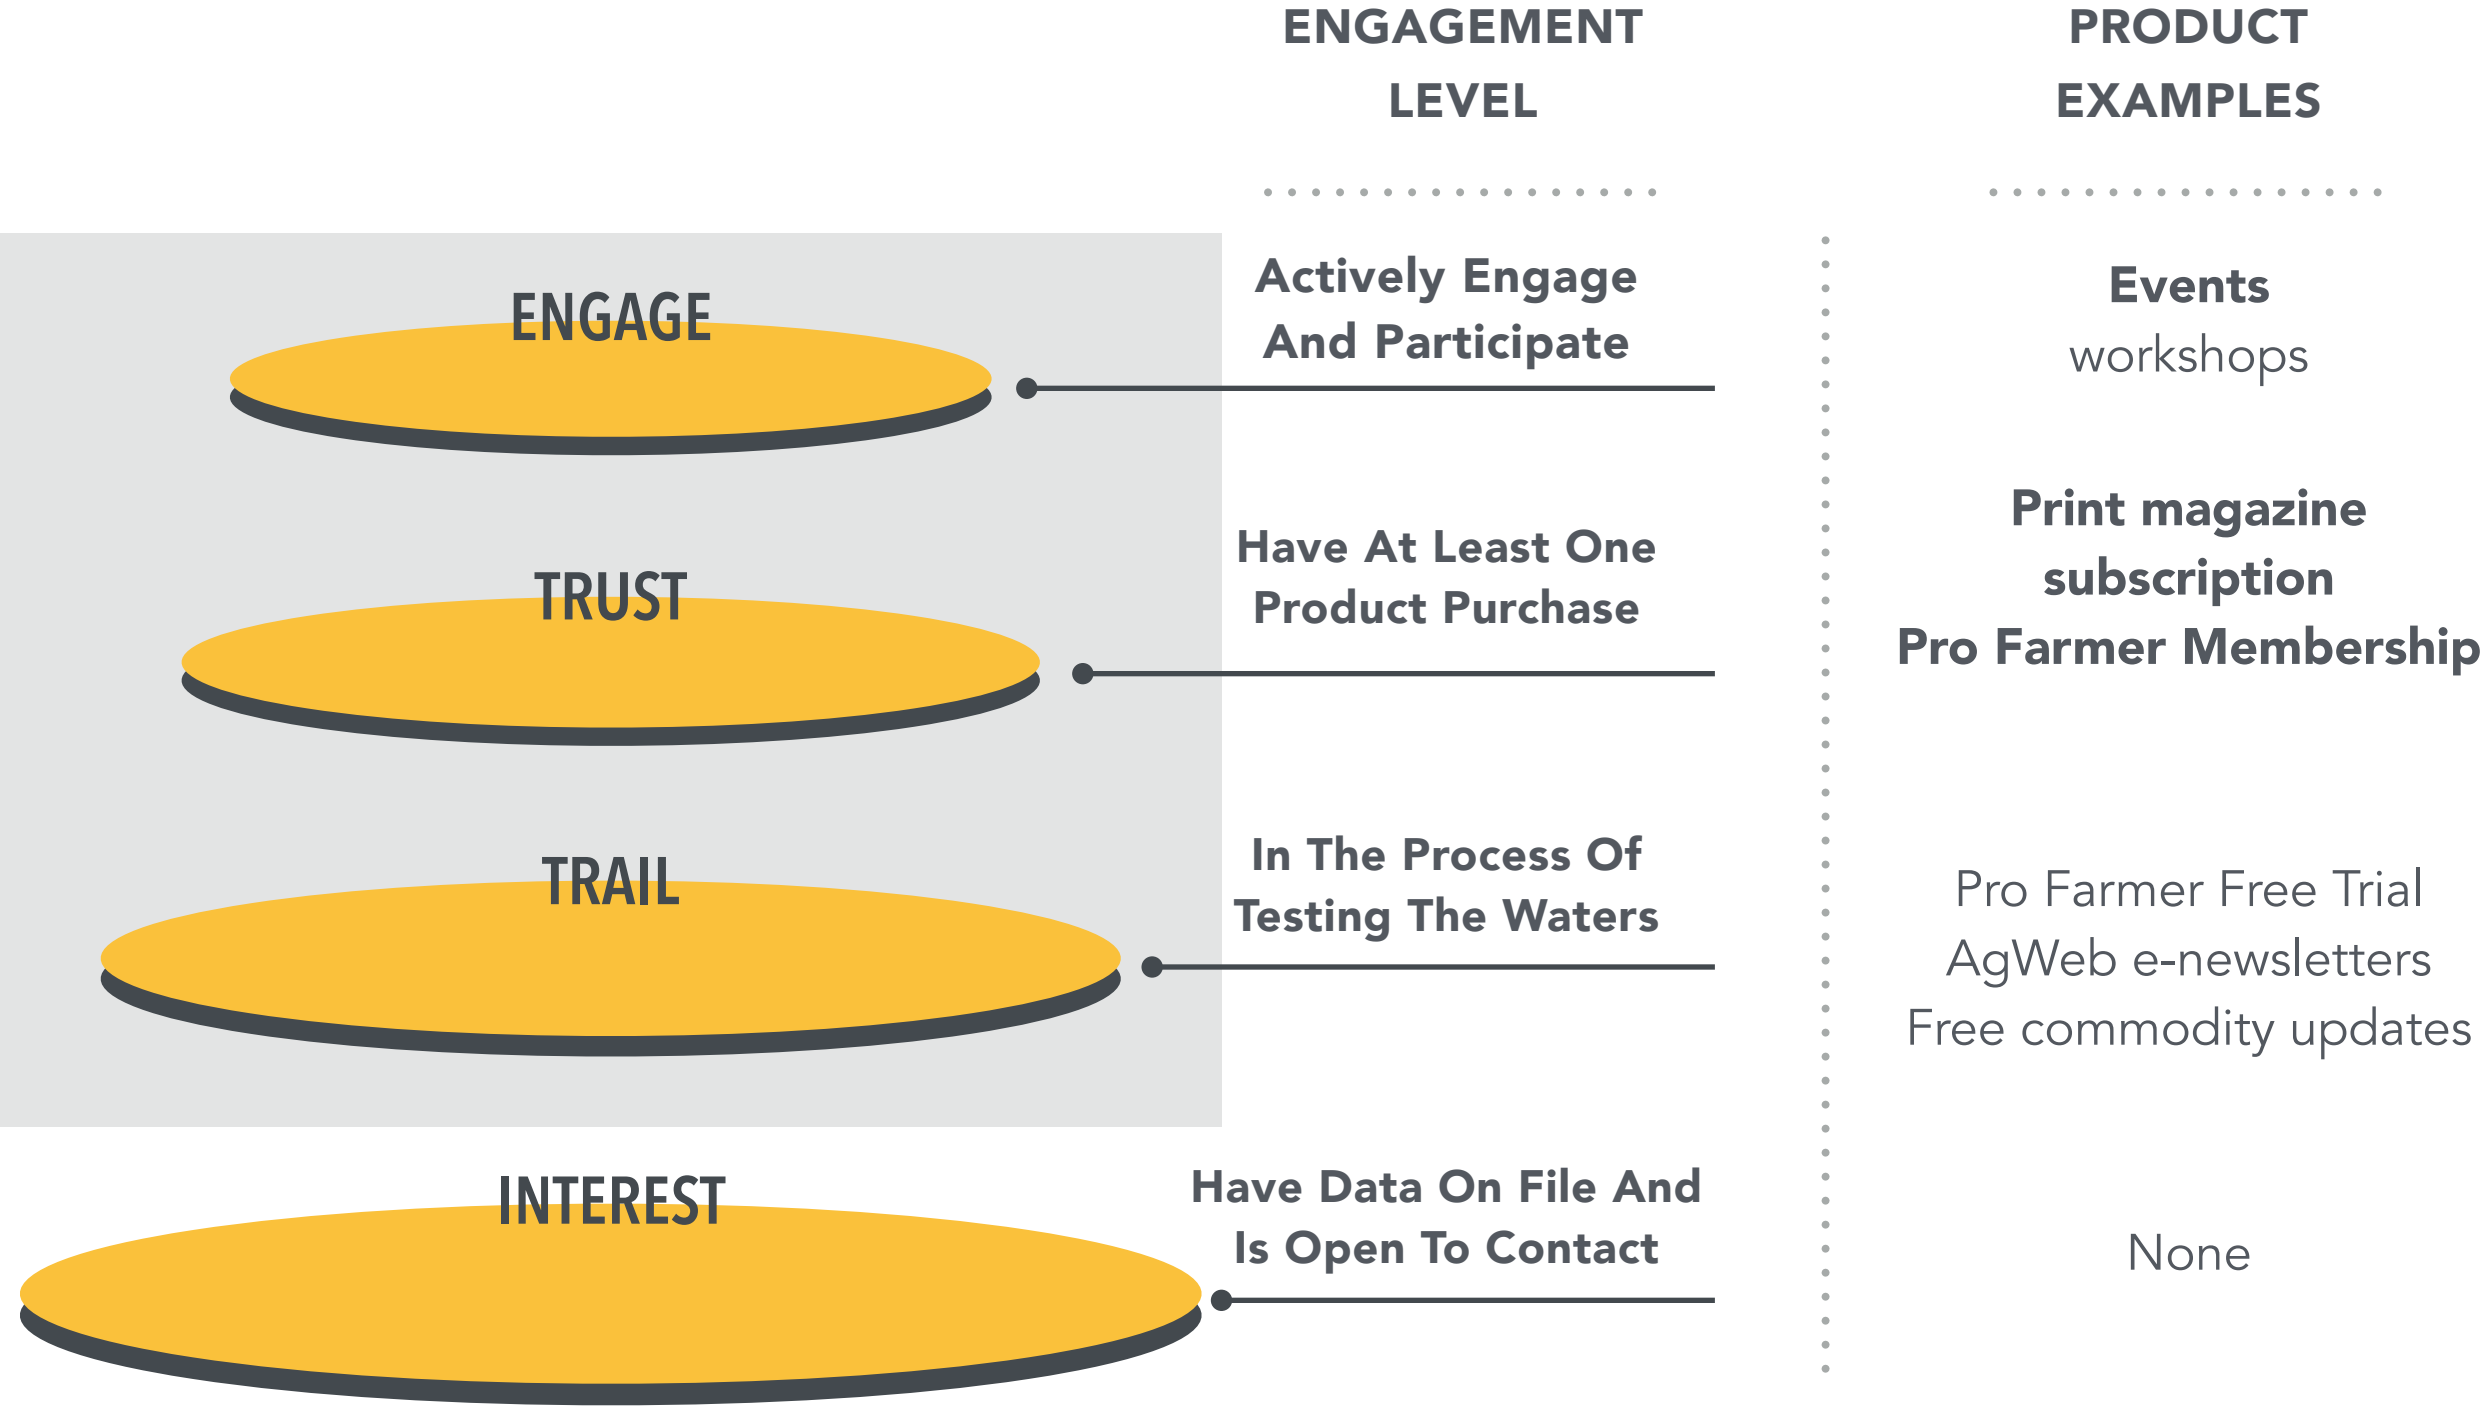 ENGAGEMENT
LEVEL
PRODUCT
EXAMPLES
ENGAGE
Actively Engage
And Participate
Events
workshops
TRUST
Have At Least One
Product Purchase
Print magazine
subscription
Pro Farmer Membership
TRAIL
In The Process Of
Testing The Waters
Pro Farmer Free Trial
AgWeb e-newsletters
Free commodity updates
INTEREST
Have Data On File And
Is Open To Contact
None